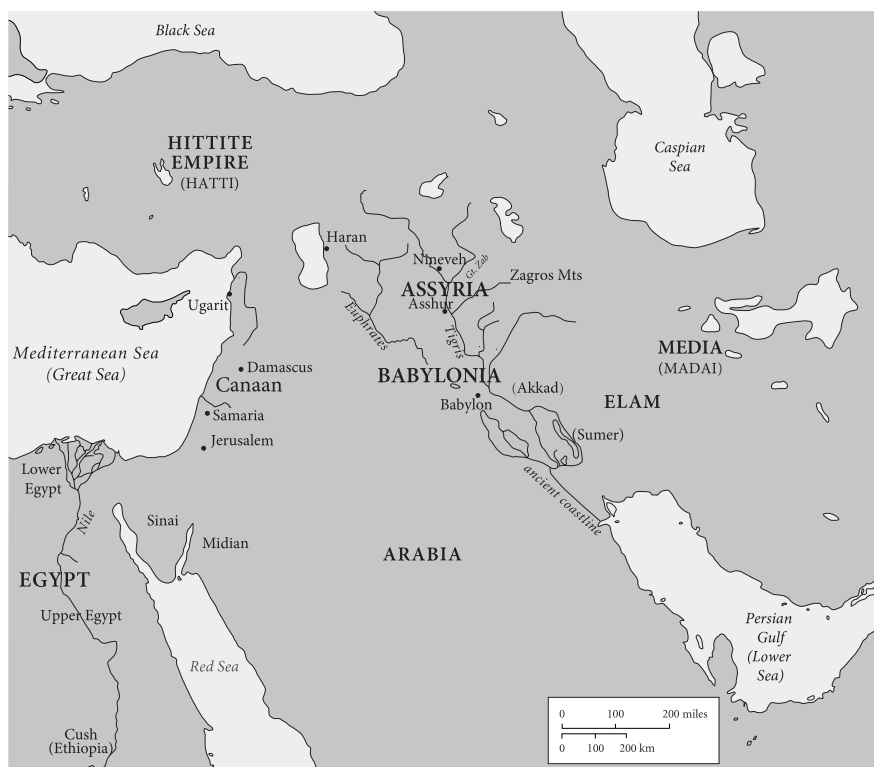 Black Sea
HITTITE
EMPIRE
(HATTI)
Caspian
Sea
Haran
Nineveh
Gt. Zab
Zagros Mts
ASSYRIA
Asshur
Ugarit
Euphrates
Tigris
Mediterranean Sea
(Great Sea)
MEDIA
(MADAI)
Damascus
Canaan
BABYLONIA
(Akkad)
ELAM
Babylon
Samaria
(Sumer)
Jerusalem
Lower
Egypt
ancient coastline
Nile
Sinai
Midian
ARABIA
EGYPT
Upper Egypt
Persian
Gulf
(Lower
Sea)
Red Sea
0 100 200 miles
0 100 200 km
Cush
(Ethiopia)